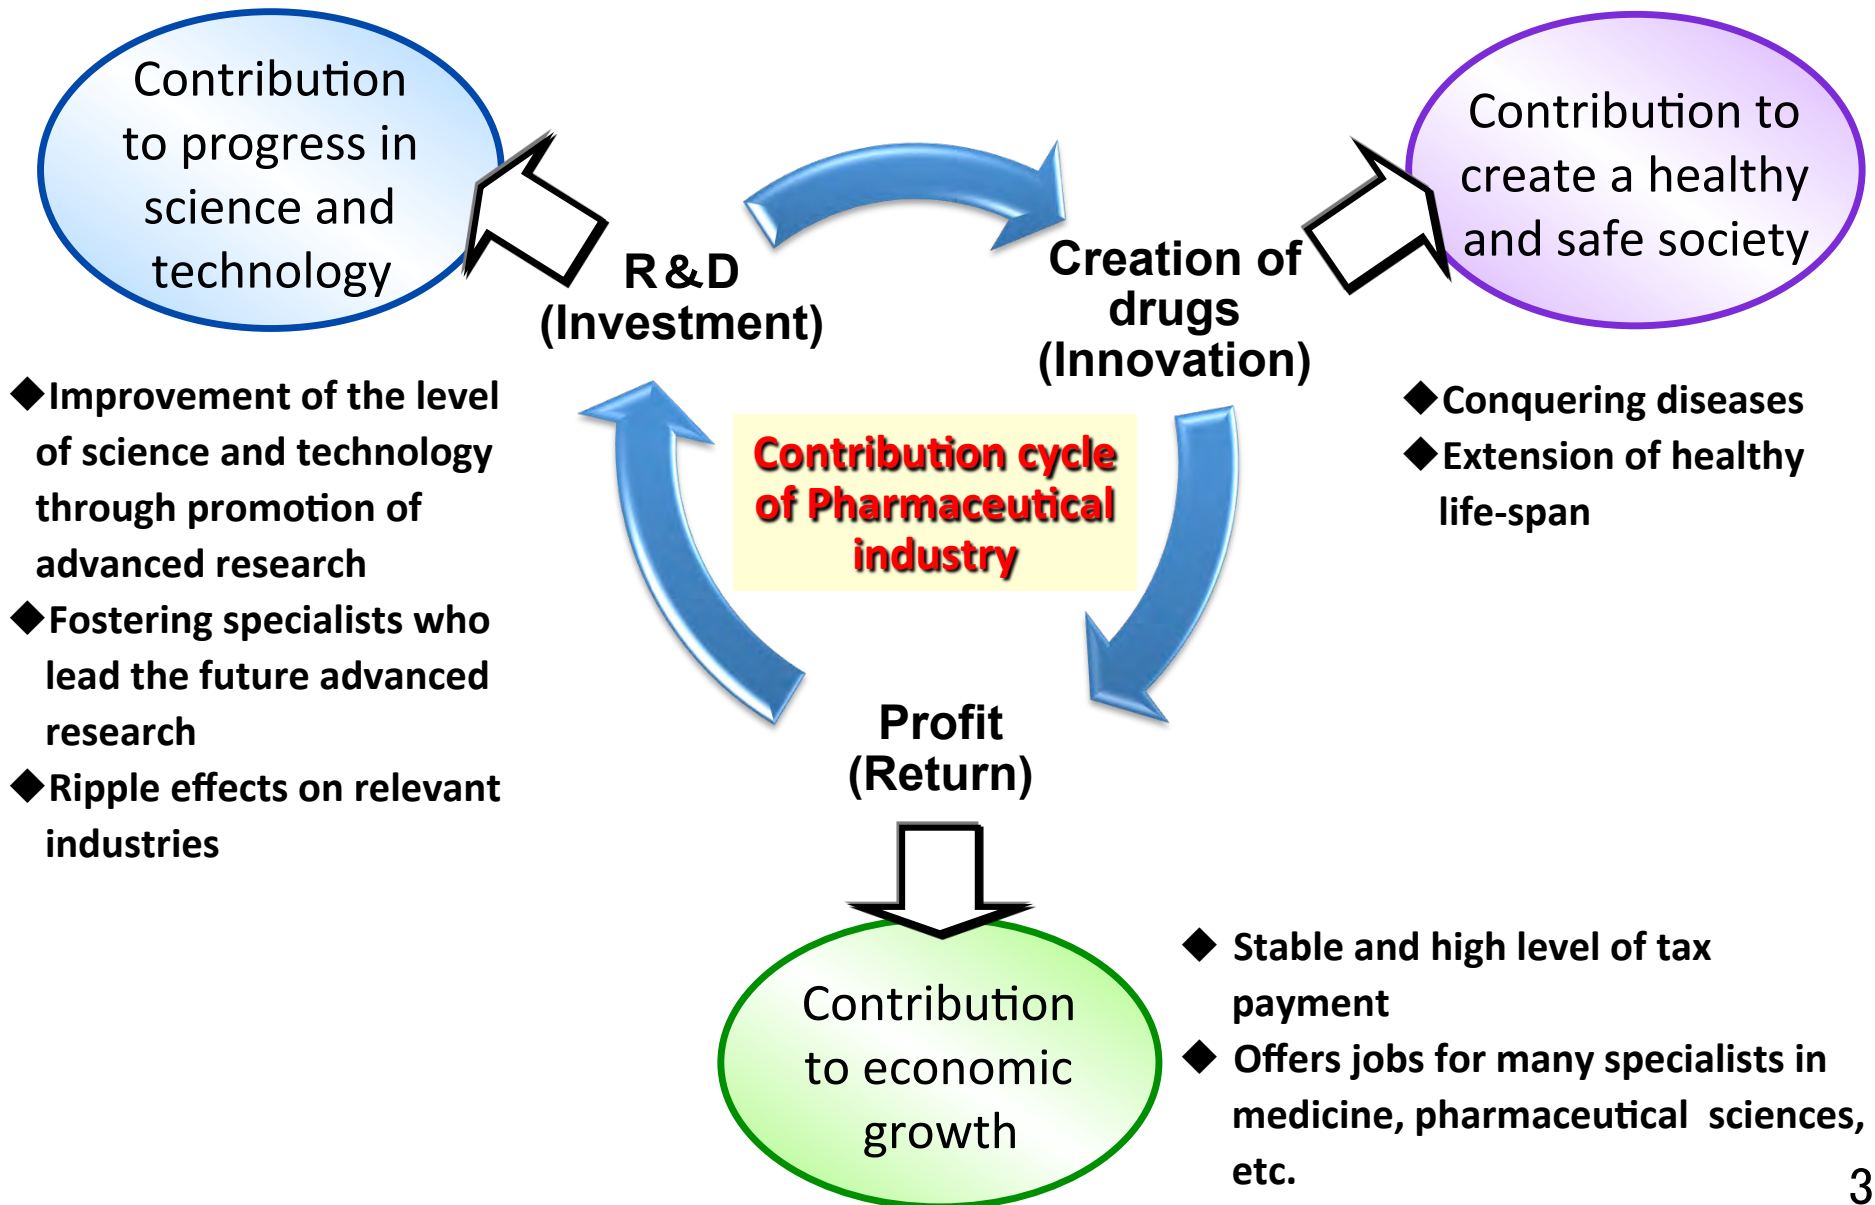 Contribution
to progress in
science and
technology
Contribution to
create a healthy
and safe society
R&D
(Investment)
Creation of
drugs
(Innovation)
◆Improvement of the level
of science and technology
through promotion of
advanced research
◆Fostering specialists who
lead the future advanced
research
◆Ripple effects on relevant
industries
Contribution cycle
of Pharmaceutical
industry
◆Conquering diseases
◆Extension of healthy
life-span
Profit
(Return)
Contribution
to economic
growth
◆ Stable and high level of tax
payment
◆ Offers jobs for many specialists in
medicine, pharmaceutical sciences,
etc.
3